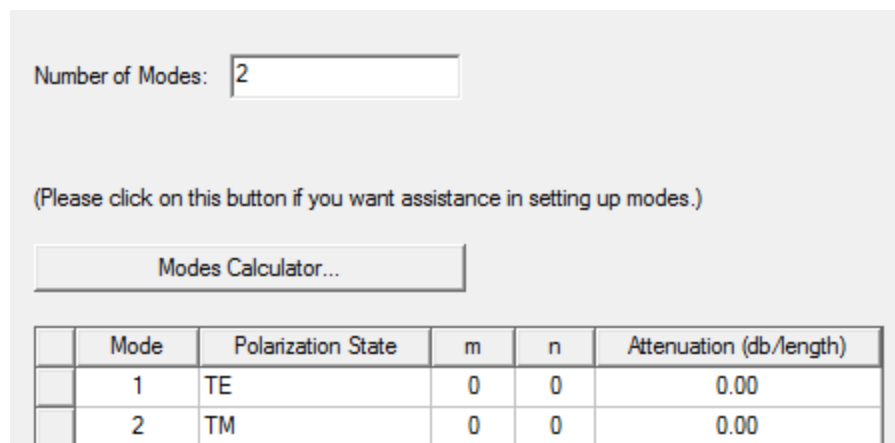 Number of Modes: 2
(Please click on this button if you want assistance in setting up modes.)
Modes Calculator...
Mode Polarization State m n Attenuation (db/length)
1 TE 0 0 0.00
2 TM 0 0 0.00